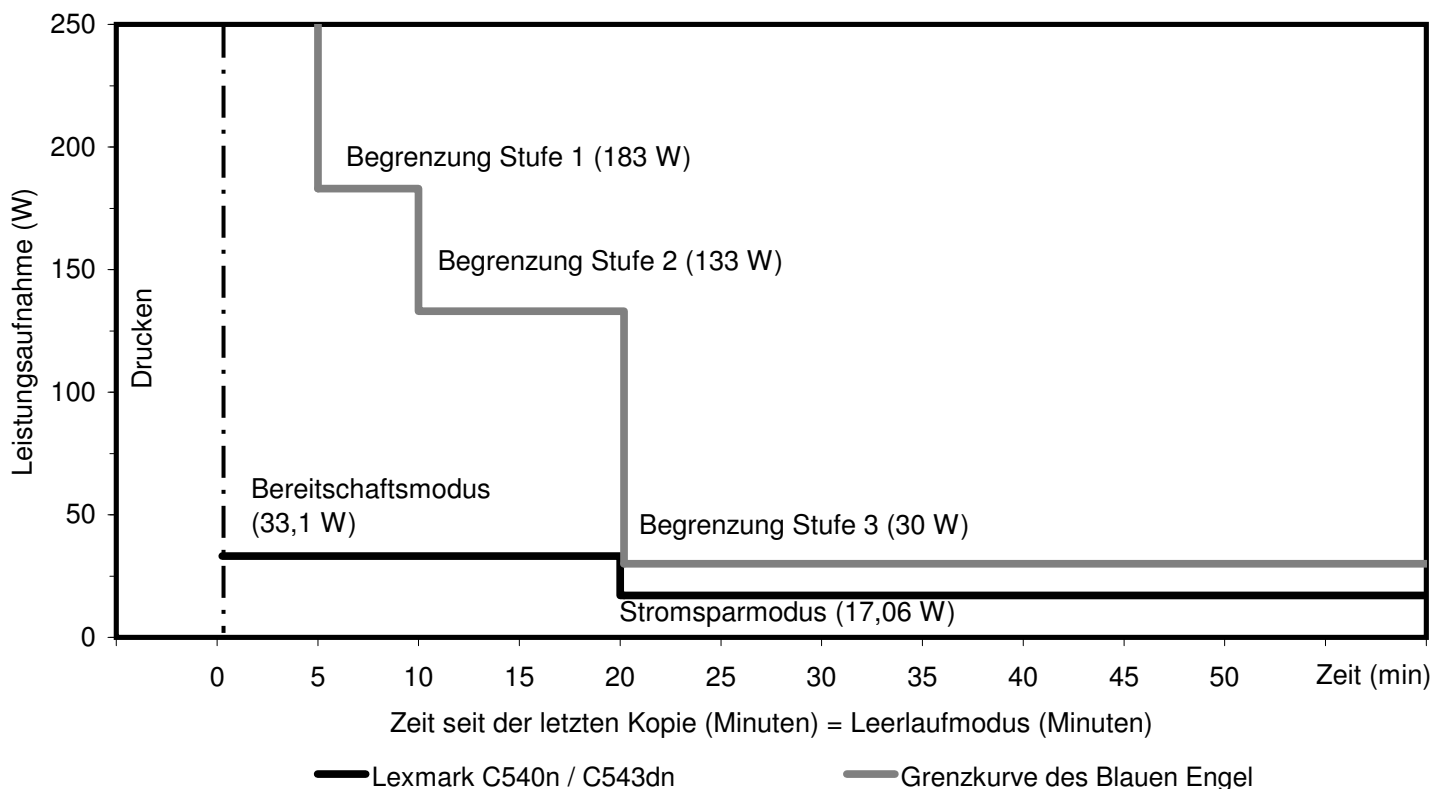 250
200
150
100
50
0
Leistungsaufnahme (W)
Drucken
Begrenzung Stufe 1 (183 W)
Begrenzung Stufe 2 (133 W)
Bereitschaftsmodus
(33,1 W)
Begrenzung Stufe 3 (30 W)
Stromsparmodus (17,06 W)
0 5 10 15 20 25 30 35 40 45 50 Zeit (min)
Zeit seit der letzten Kopie (Minuten) = Leerlaufmodus (Minuten)
Lexmark C540n / C543dn Grenzkurve des Blauen Engel